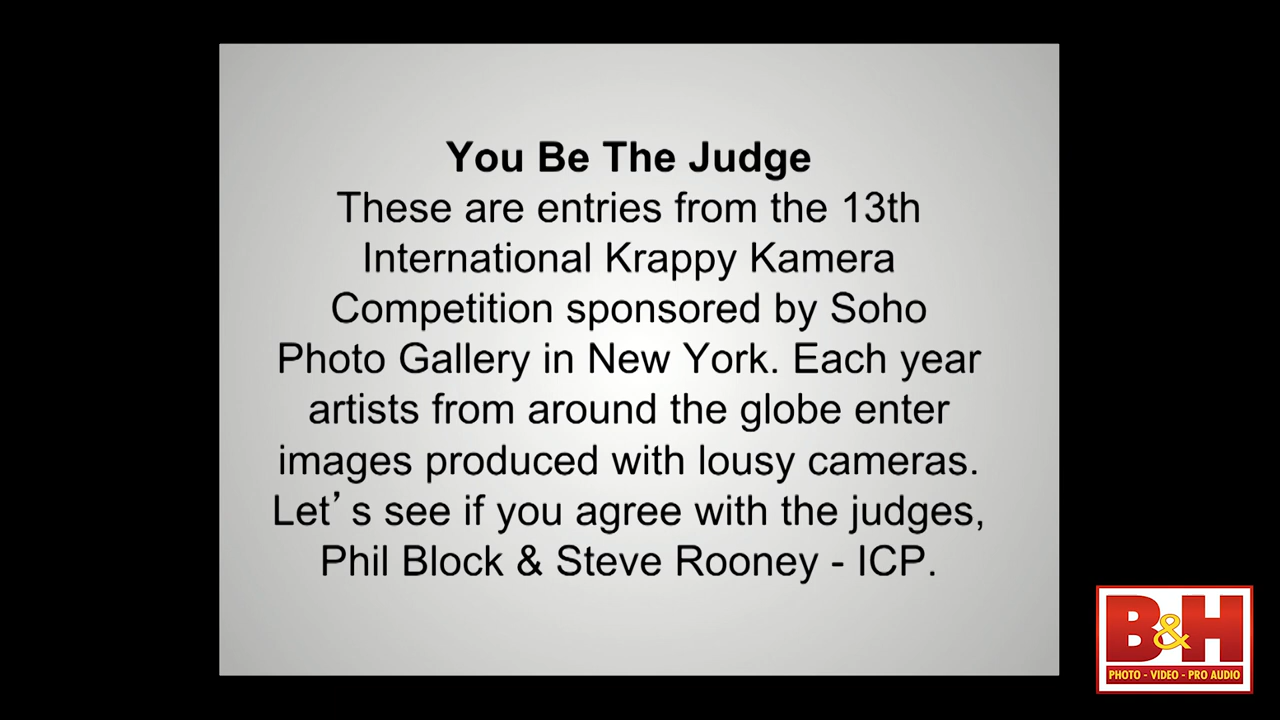 You Be The Judge
These are entries from the 13th
International Krappy Kamera
Competition sponsored by Soho
Photo Gallery in New York. Each year
artists from around the globe enter
images produced with lousy cameras.
Let’s see if you agree with the judges,
Phil Block & Steve Rooney - ICP.
B&H
PHOTO - VIDEO - PRO AUDIO